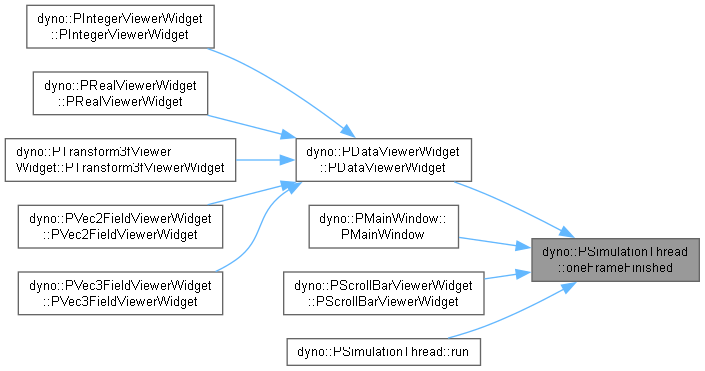 dyno::PIntegerViewerWidget
::PIntegerViewerWidget
dyno::PRealViewerWidget
::PRealViewerWidget
dyno::PTransform3fViewer
Widget::PTransform3fViewerWidget
dyno::PVec2FieldViewerWidget
::PVec2FieldViewerWidget
dyno::PVec3FieldViewerWidget
::PVec3FieldViewerWidget
dyno::PDataViewerWidget
::PDataViewerWidget
dyno::PMainWindow::
PMainWindow
dyno::PScrollBarViewerWidget
::PScrollBarViewerWidget
dyno::PSimulationThread::run
dyno::PSimulationThread
::oneFrameFinished